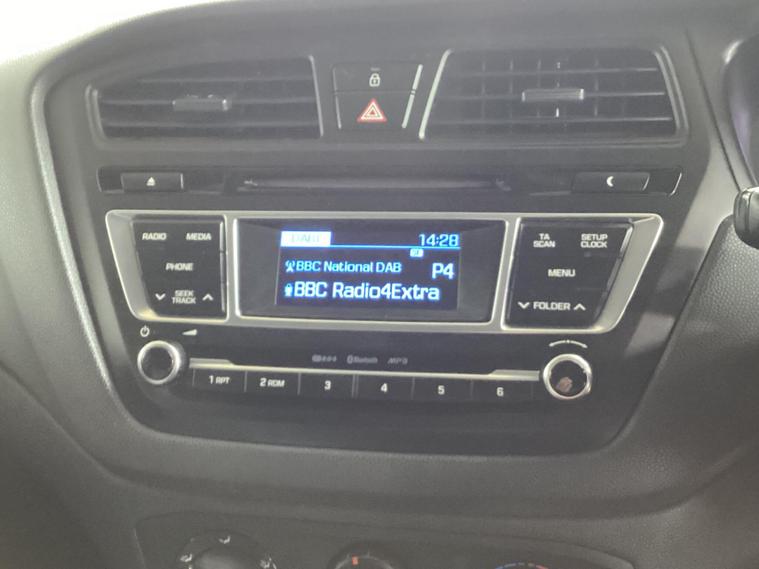 DAB1 14:28
BBC National DAB P4
BBC Radio4Extra
RADIO MEDIA
PHONE
SEEK
TRACK
TA
SCAN
SETUP
CLOCK
MENU
FOLDER
Bluetooth MP3
1 RPT 2 RDM 3 4 5 6